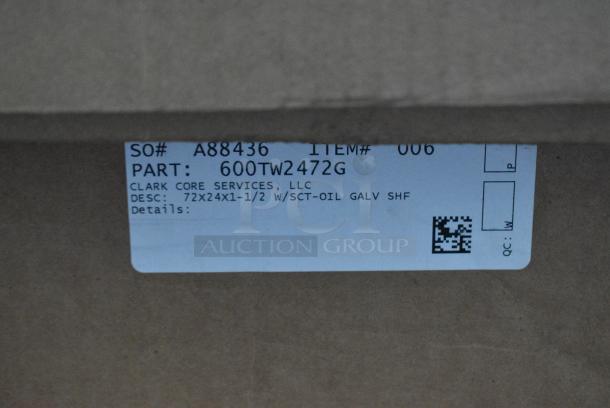 SO# A88436 ITEM# 006
PART: 600TW2472G
CLARK CORE SERVICES, LLC
DESC: 72X24X1-1/2 W/SCT-OIL GALV SHF
Details:
P
W
QC:
PCI
AUCTION GROUP